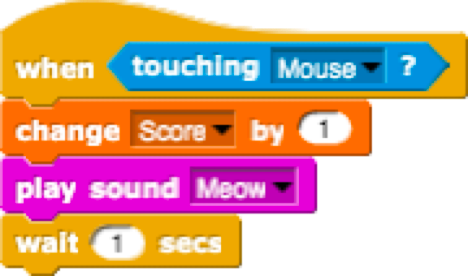 when touching Mouse ?
change Score by 1
play sound Meow
wait 1 secs